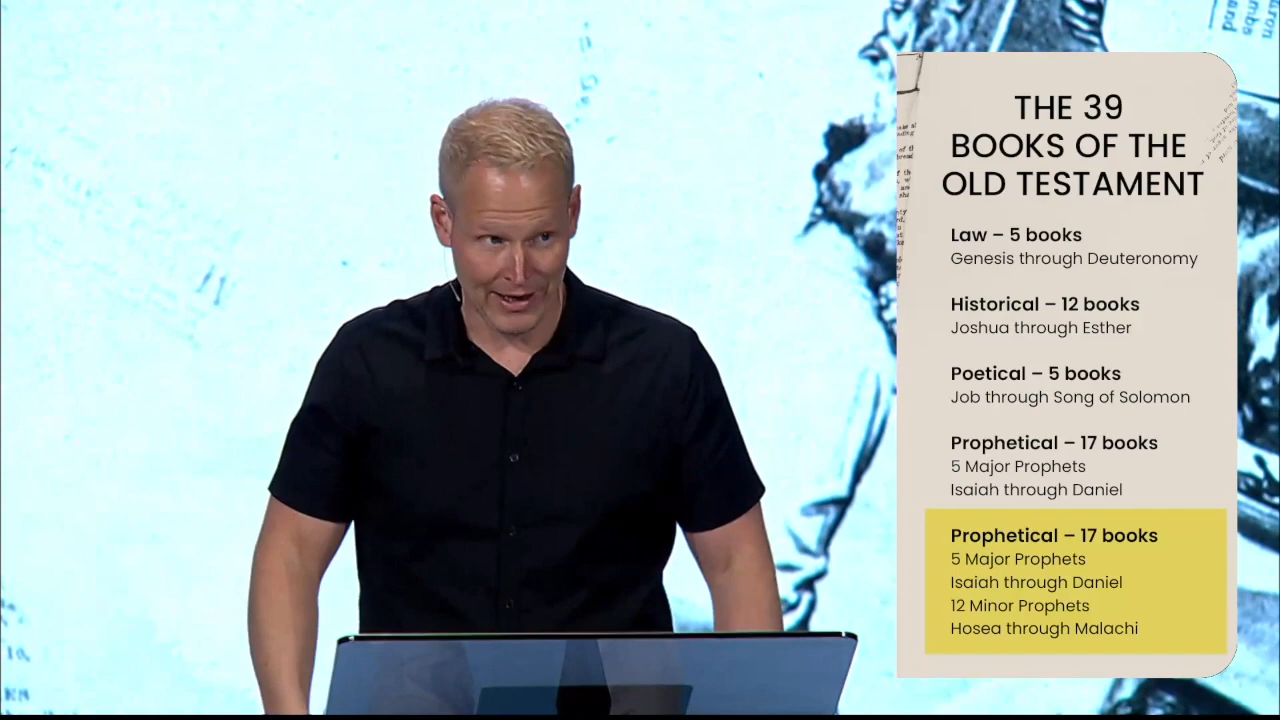 THE 39
BOOKS OF THE
OLD TESTAMENT
Law – 5 books
Genesis through Deuteronomy
Historical – 12 books
Joshua through Esther
Poetical – 5 books
Job through Song of Solomon
Prophetical – 17 books
5 Major Prophets
Isaiah through Daniel
Prophetical – 17 books
5 Major Prophets
Isaiah through Daniel
12 Minor Prophets
Hosea through Malachi